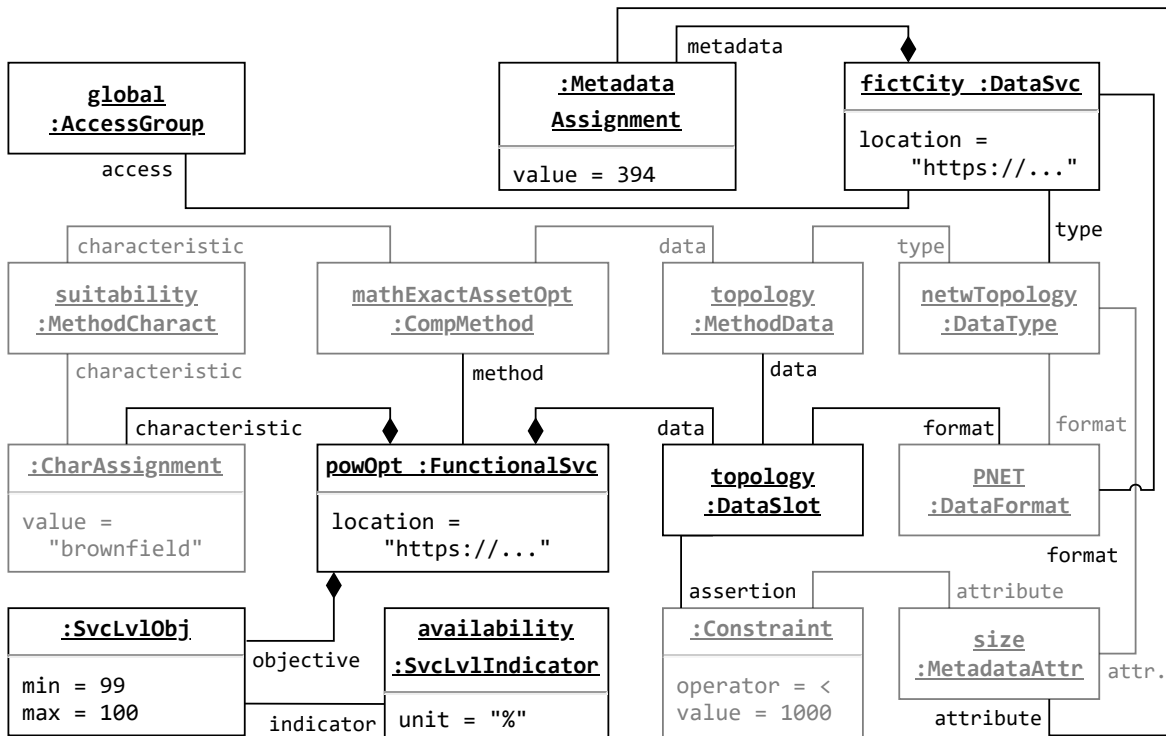 metadata
global
:AccessGroup
:Metadata
Assignment
value = 394
fictCity :DataSvc
location =
"https://..."
access
type
characteristic
data
type
suitability
:MethodCharact
mathExactAssetOpt
:CompMethod
topology
:MethodData
netwTopology
:DataType
characteristic
method
data
characteristic
data
format
format
:CharAssignment
value =
"brownfield"
powOpt :FunctionalSvc
location =
"https://..."
topology
:DataSlot
PNET
:DataFormat
format
assertion
attribute
:SvcLvlObj
min = 99
max = 100
objective
indicator
availability
:SvcLvlIndicator
unit = "%"
:Constraint
operator = <
value = 1000
size
:MetadataAttr
attr.
attribute